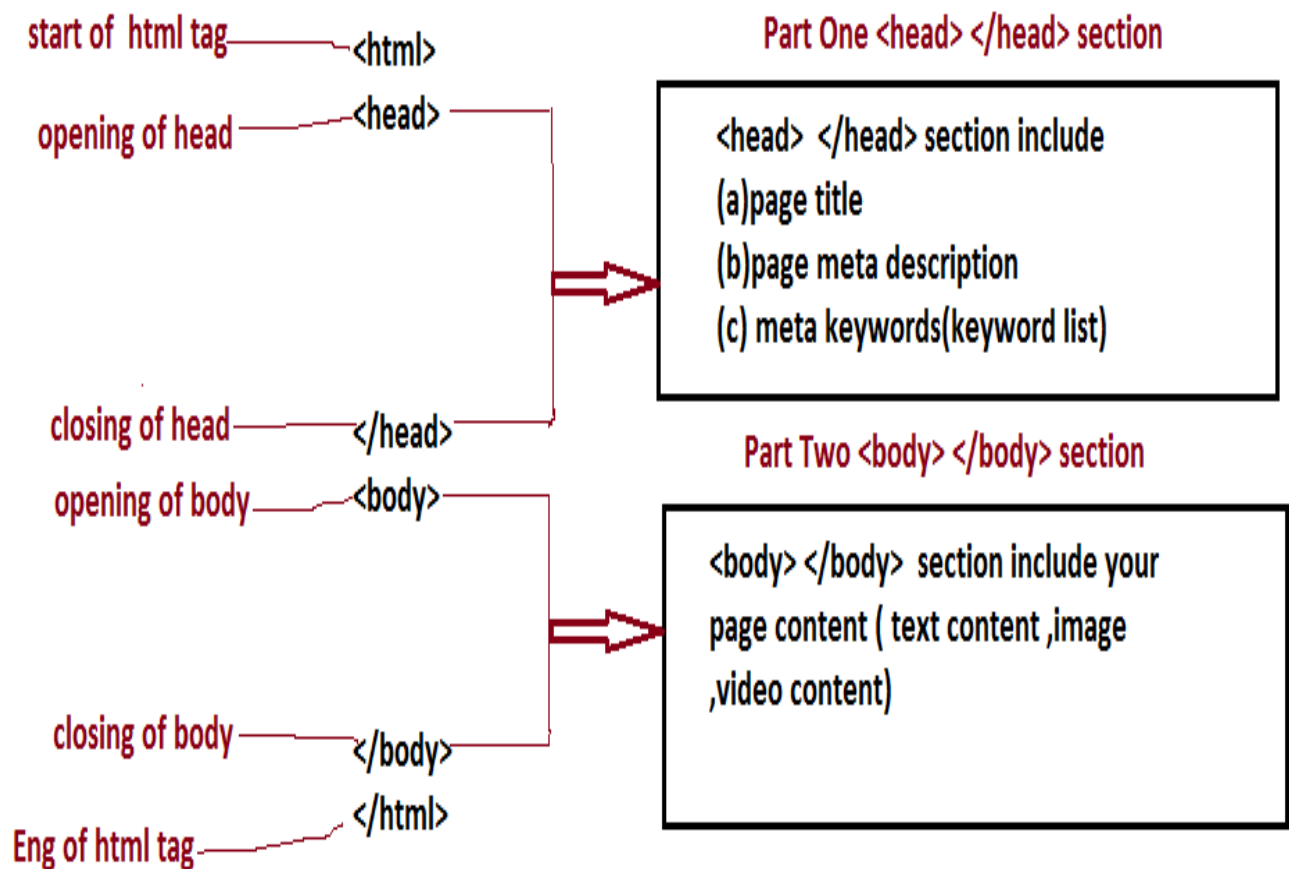 start of html tag
<html>
opening of head
<head>
closing of head
</head>
opening of body
<body>
closing of body
</body>
</html>
Eng of html tag
Part One <head> </head> section
<head> </head> section include
(a)page title
(b)page meta description
(c) meta keywords(keyword list)
Part Two <body> </body> section
<body> </body> section include your
page content ( text content ,image
,video content)